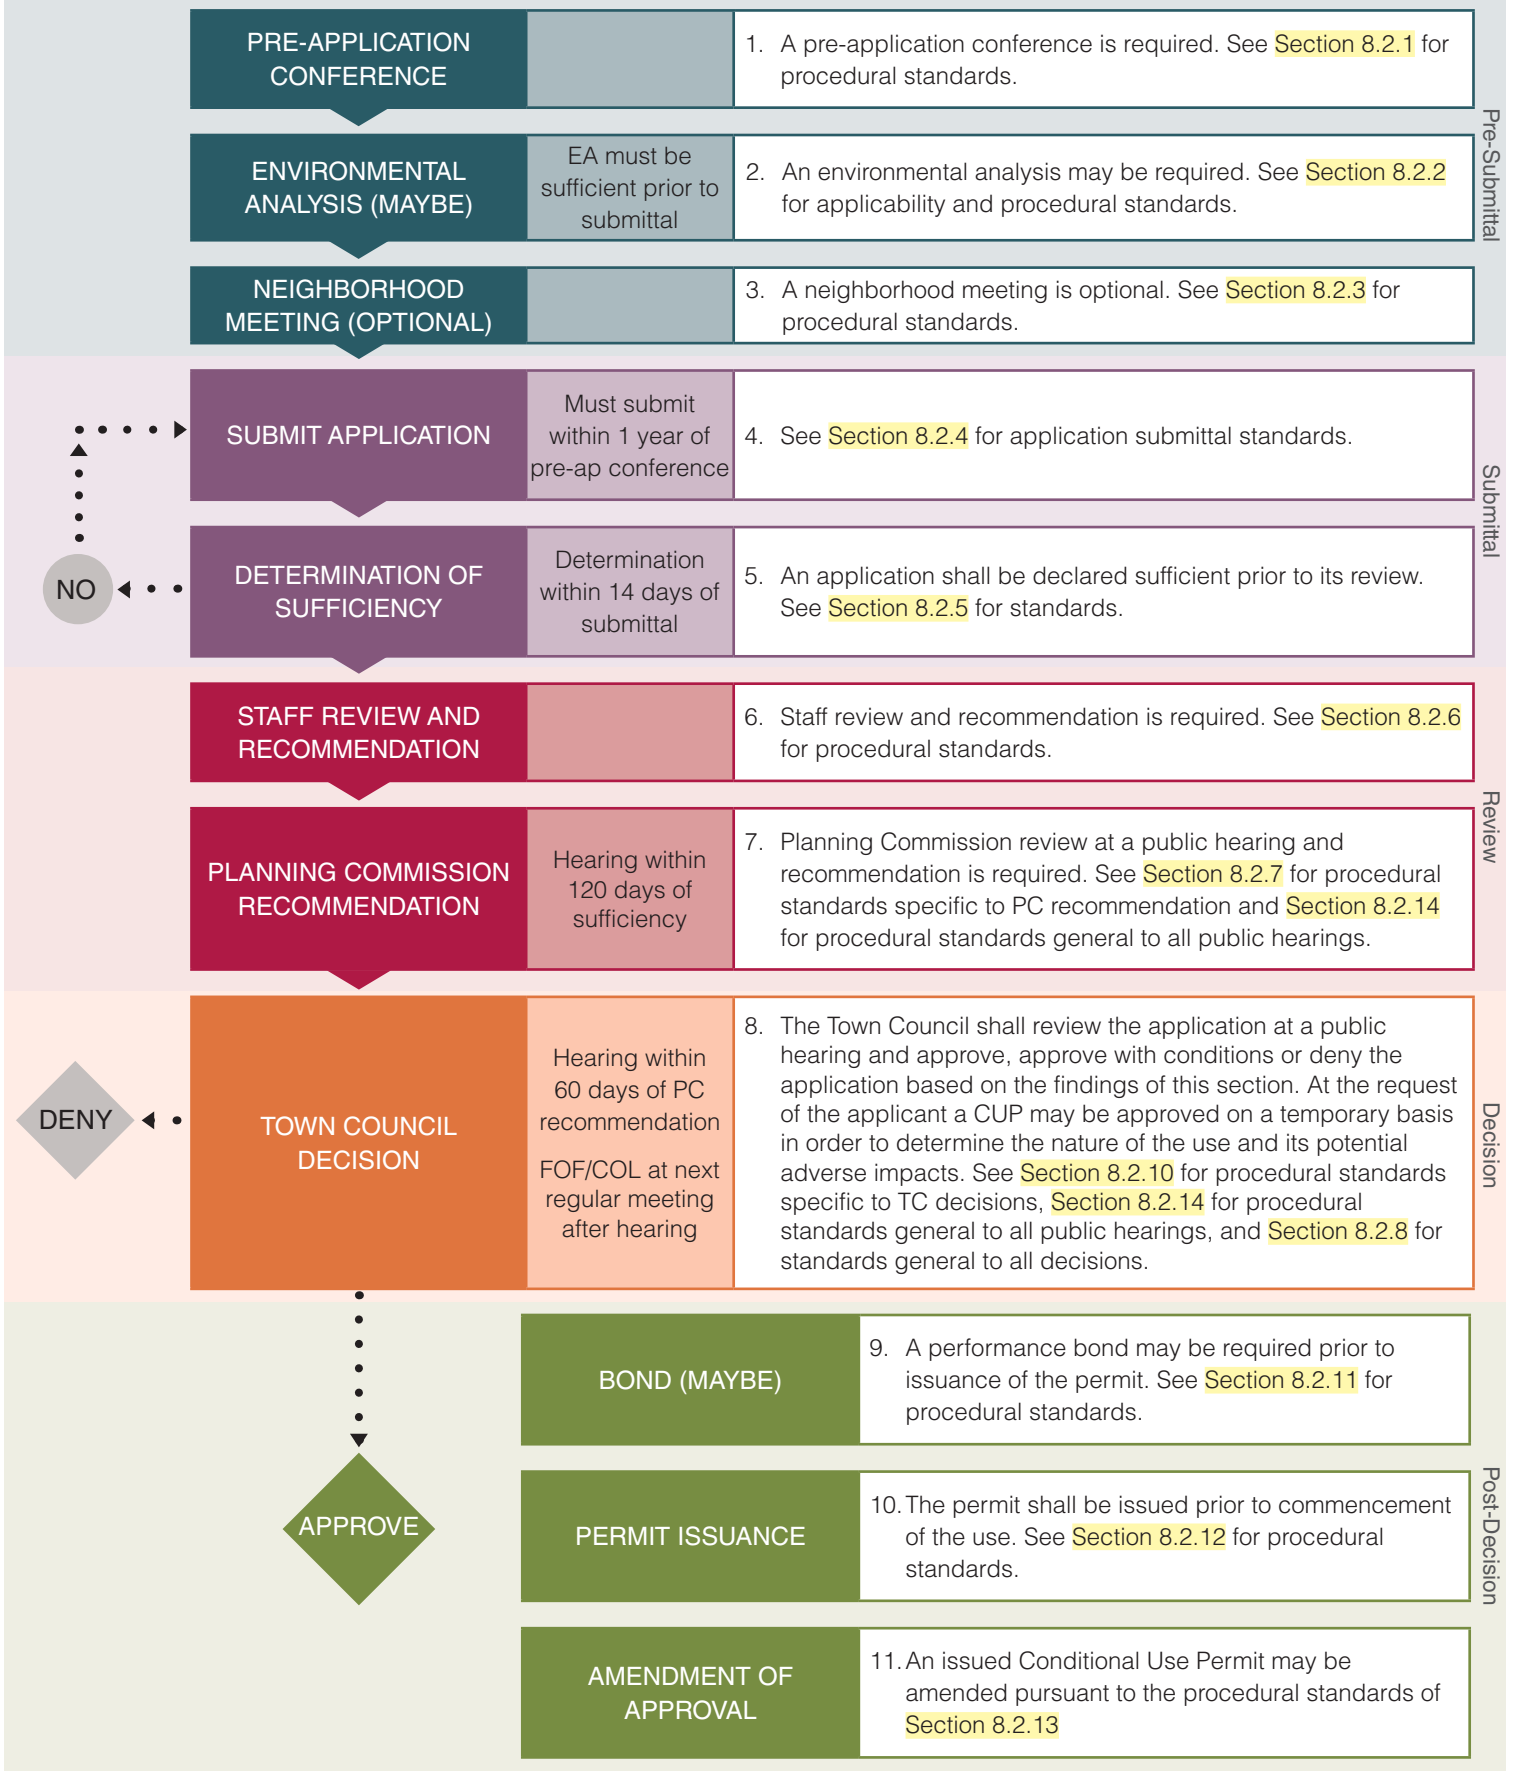 PRE-APPLICATION
CONFERENCE
1. A pre-application conference is required. See Section 8.2.1 for
procedural standards.
ENVIRONMENTAL
ANALYSIS (MAYBE)
EA must be
sufficient prior to
submittal
2. An environmental analysis may be required. See Section 8.2.2
for applicability and procedural standards.
NEIGHBORHOOD
MEETING (OPTIONAL)
3. A neighborhood meeting is optional. See Section 8.2.3 for
procedural standards.
Pre-Submittal
SUBMIT APPLICATION
Must submit
within 1 year of
pre-ap conference
4. See Section 8.2.4 for application submittal standards.
NO
DETERMINATION OF
SUFFICIENCY
Determination
within 14 days of
submittal
5. An application shall be declared sufficient prior to its review.
See Section 8.2.5 for standards.
Submittal
STAFF REVIEW AND
RECOMMENDATION
6. Staff review and recommendation is required. See Section 8.2.6
for procedural standards.
PLANNING COMMISSION
RECOMMENDATION
Hearing within
120 days of
sufficiency
7. Planning Commission review at a public hearing and
recommendation is required. See Section 8.2.7 for procedural
standards specific to PC recommendation and Section 8.2.14
for procedural standards general to all public hearings.
Review
DENY
TOWN COUNCIL
DECISION
Hearing within
60 days of PC
recommendation
FOF/COL at next
regular meeting
after hearing
8. The Town Council shall review the application at a public
hearing and approve, approve with conditions or deny the
application based on the findings of this section. At the request
of the applicant a CUP may be approved on a temporary basis
in order to determine the nature of the use and its potential
adverse impacts. See Section 8.2.10 for procedural standards
specific to TC decisions, Section 8.2.14 for procedural
standards general to all public hearings, and Section 8.2.8 for
standards general to all decisions.
Decision
APPROVE
BOND (MAYBE)
9. A performance bond may be required prior to
issuance of the permit. See Section 8.2.11 for
procedural standards.
PERMIT ISSUANCE
10. The permit shall be issued prior to commencement
of the use. See Section 8.2.12 for procedural
standards.
AMENDMENT OF
APPROVAL
11. An issued Conditional Use Permit may be
amended pursuant to the procedural standards of
Section 8.2.13
Post-Decision